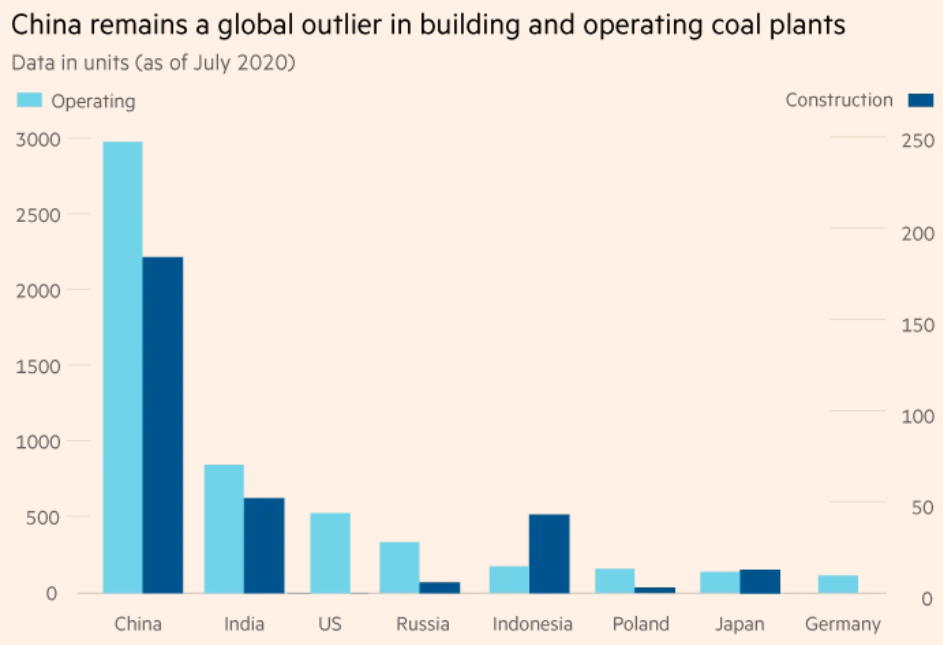 China remains a global outlier in building and operating coal plants
Data in units (as of July 2020)
Operating
Construction
3000
2500
2000
1500
1000
500
0
250
200
150
100
50
0
China
India
US
Russia
Indonesia
Poland
Japan
Germany